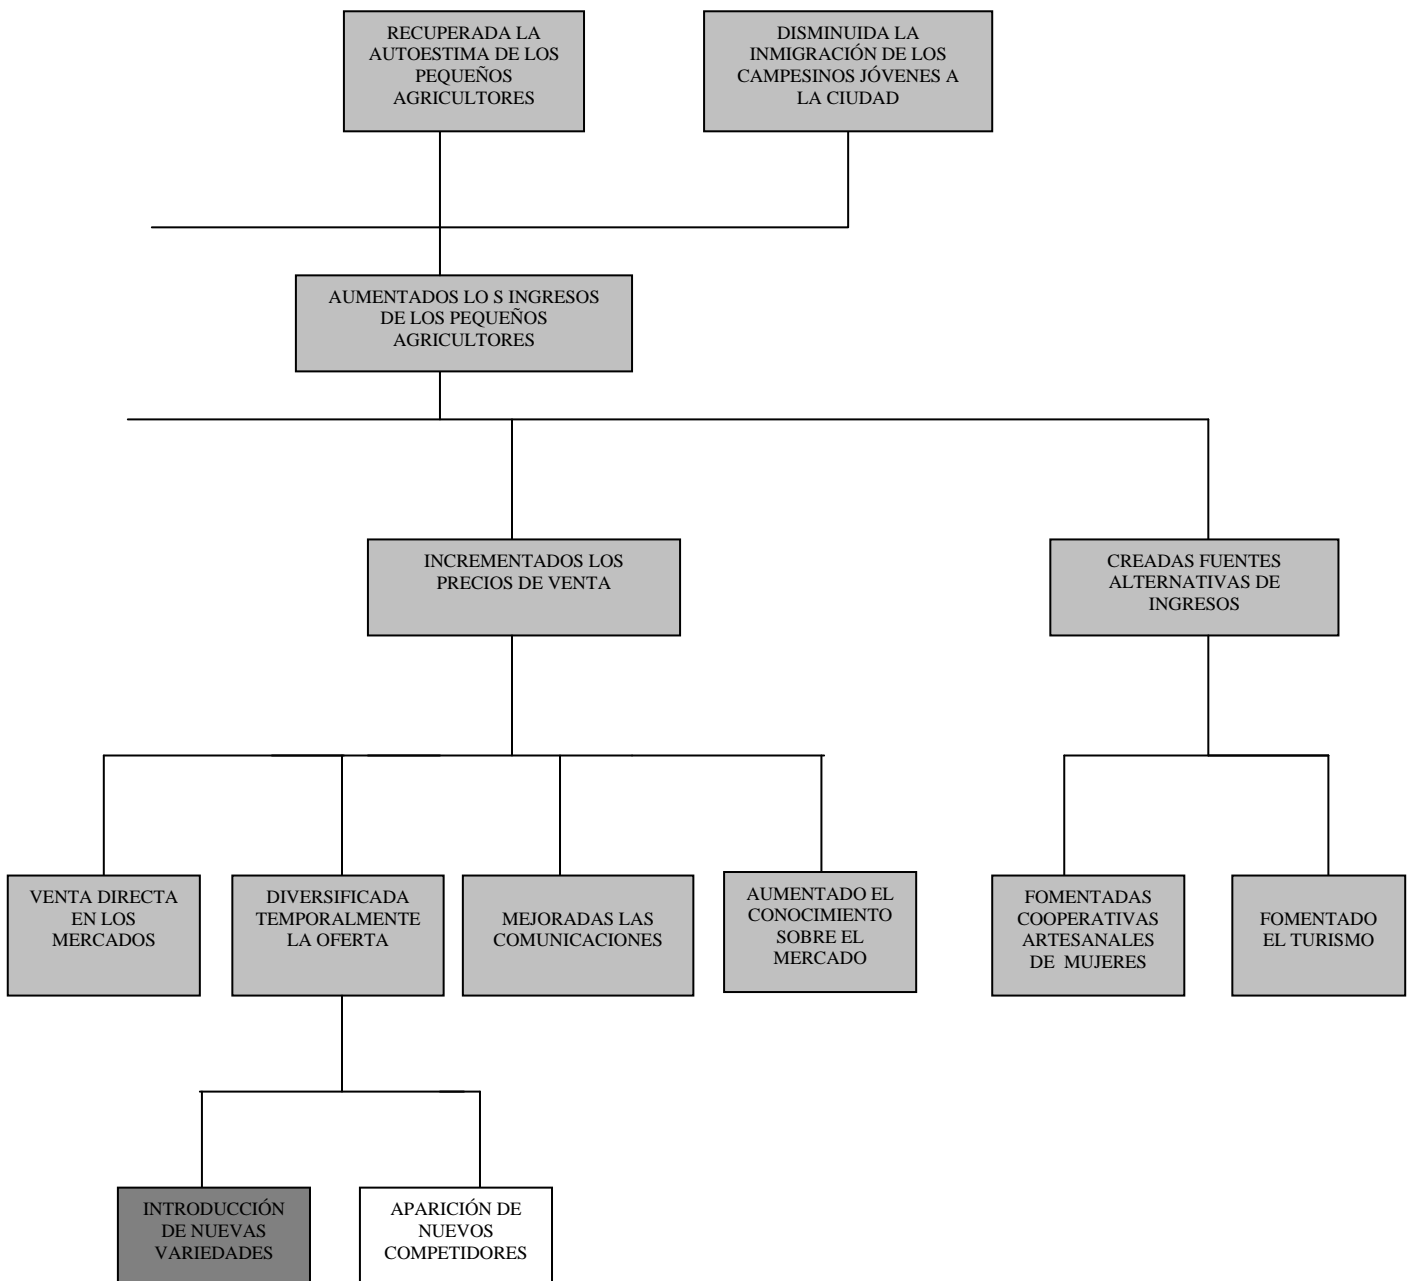 RECUPERADA LA
AUTOESTIMA DE LOS
PEQUEÑOS
AGRICULTORES
DISMINUIDA LA
INMIGRACIÓN DE LOS
CAMPESINOS JÓVENES A
LA CIUDAD
AUMENTADOS LO S INGRESOS
DE LOS PEQUEÑOS
AGRICULTORES
INCREMENTADOS LOS
PRECIOS DE VENTA
CREADAS FUENTES
ALTERNATIVAS DE
INGRESOS
VENTA DIRECTA
EN LOS
MERCADOS
DIVERSIFICADA
TEMPORALMENTE
LA OFERTA
MEJORADAS LAS
COMUNICACIONES
AUMENTADO EL
CONOCIMIENTO
SOBRE EL
MERCADO
FOMENTADAS
COOPERATIVAS
ARTESANALES
DE MUJERES
FOMENTADO
EL TURISMO
INTRODUCCIÓN
DE NUEVAS
VARIEDADES
APARICIÓN DE
NUEVOS
COMPETIDORES